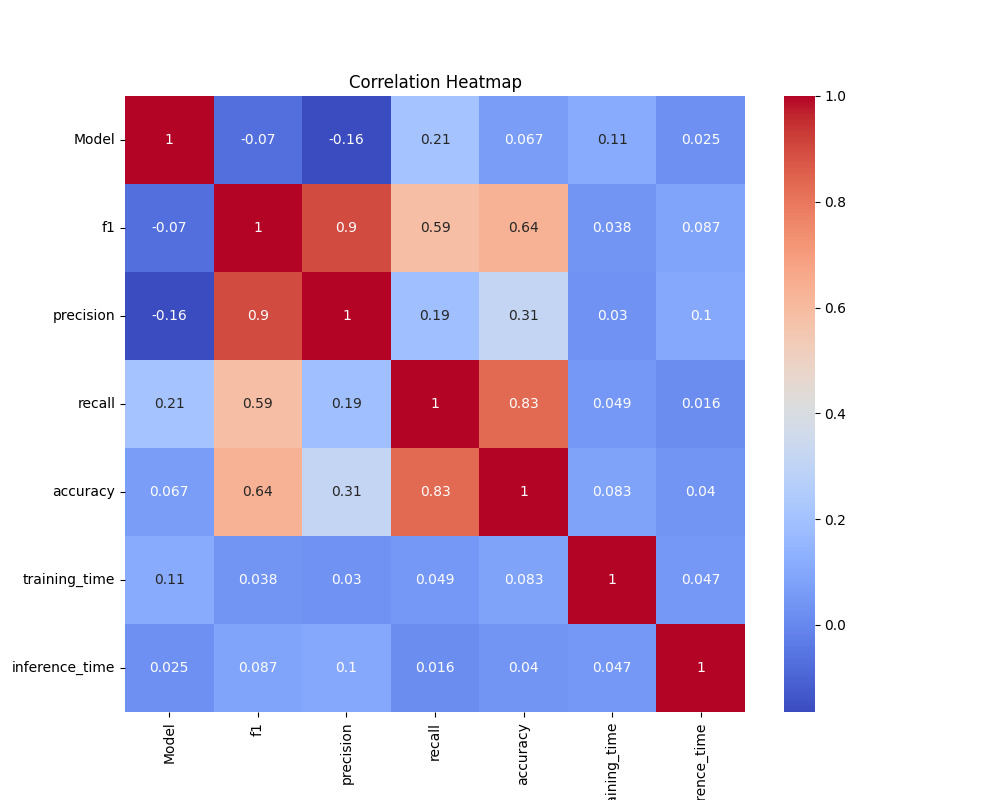 Correlation Heatmap
Model 1 -0.07 -0.16 0.21 0.067 0.11 0.025
f1 -0.07 1 0.9 0.59 0.64 0.038 0.087
precision -0.16 0.9 1 0.19 0.31 0.03 0.1
recall 0.21 0.59 0.19 1 0.83 0.049 0.016
accuracy 0.067 0.64 0.31 0.83 1 0.083 0.04
training_time 0.11 0.038 0.03 0.049 0.083 1 0.047
inference_time 0.025 0.087 0.1 0.016 0.04 0.047 1
Model
f1
precision
recall
accuracy
aining_time
rence_time
1.0
0.8
0.6
0.4
0.2
0.0